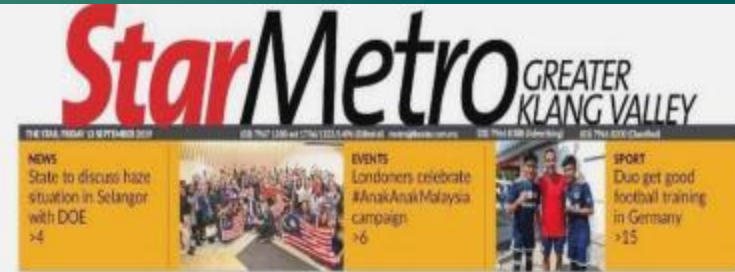 StarMetro
GREATER
KLANG VALLEY
THE STAR, FRIDAY 13 SEPTEMBER 2019
NEWS
State to discuss haze
situation in Selangor
with DOE
>4
EVENTS
Londoners celebrate
#AnakAnakMalaysia
campaign
>6
SPORT
Duo get good
football training
in Germany
>15